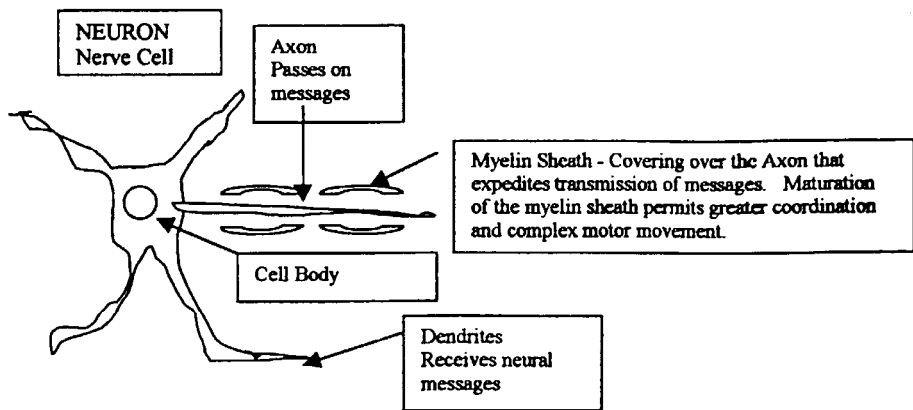 NEURON
Nerve Cell
Axon
Passes on
messages
Myelin Sheath - Covering over the Axon that
expedites transmission of messages. Maturation
of the myelin sheath permits greater coordination
and complex motor movement.
Cell Body
Dendrites
Receives neural
messages